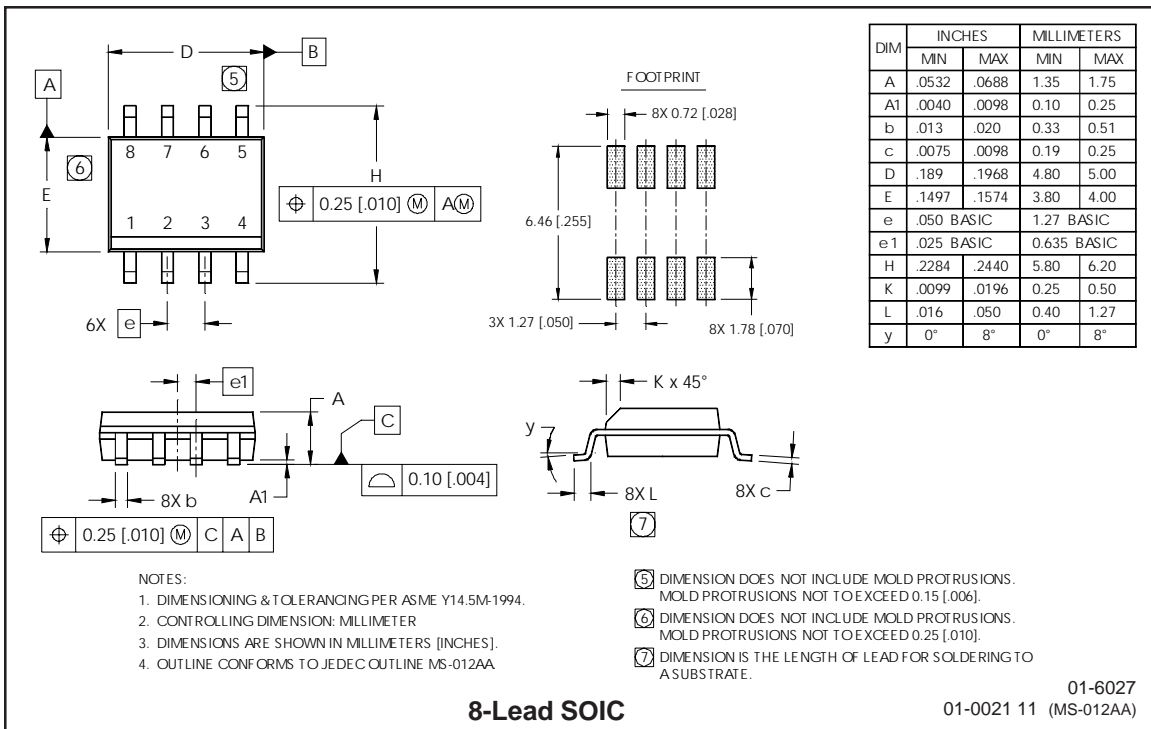 D
B
5
A
8 7 6 5
6
E
H
⌖ 0.25 [.010] Ⓜ AⓂ
1 2 3 4
6X e
FOOTPRINT
8X 0.72 [.028]
6.46 [.255]
3X 1.27 [.050]
8X 1.78 [.070]
DIM INCHES MILLIMETERS
MIN MAX MIN MAX
A .0532 .0688 1.35 1.75
A1 .0040 .0098 0.10 0.25
b .013 .020 0.33 0.51
c .0075 .0098 0.19 0.25
D .189 .1968 4.80 5.00
E .1497 .1574 3.80 4.00
e .050 BASIC 1.27 BASIC
e1 .025 BASIC 0.635 BASIC
H .2284 .2440 5.80 6.20
K .0099 .0196 0.25 0.50
L .016 .050 0.40 1.27
y 0° 8° 0° 8°
e1
A
C
0.10 [.004]
8X b
A1
⌖ 0.25 [.010] Ⓜ C A B
K x 45°
y
8X L
7
8X c
NOTES:
1. DIMENSIONING & TOLERANCING PER ASME Y14.5M-1994.
2. CONTROLLING DIMENSION: MILLIMETER
3. DIMENSIONS ARE SHOWN IN MILLIMETERS [INCHES].
4. OUTLINE CONFORMS TO JEDEC OUTLINE MS-012AA.
5 DIMENSION DOES NOT INCLUDE MOLD PROTRUSIONS.
MOLD PROTRUSIONS NOT TO EXCEED 0.15 [.006].
6 DIMENSION DOES NOT INCLUDE MOLD PROTRUSIONS.
MOLD PROTRUSIONS NOT TO EXCEED 0.25 [.010].
7 DIMENSION IS THE LENGTH OF LEAD FOR SOLDERING TO
A SUBSTRATE.
8-Lead SOIC
01-6027
01-0021 11 (MS-012AA)